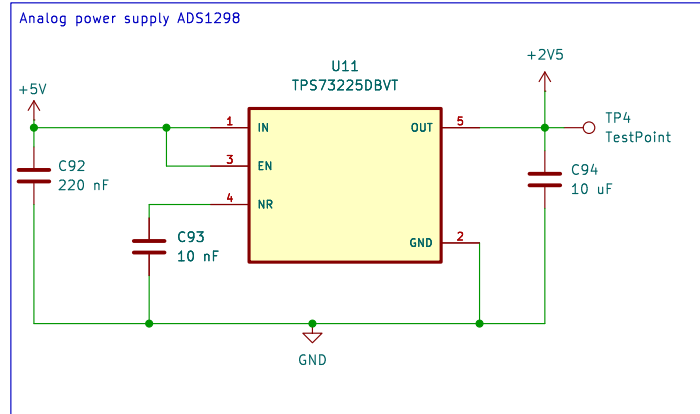 Analog power supply ADS1298
U11
TPS73225DBVT
+5V
+2V5
1 IN
OUT 5
TP4
TestPoint
3 EN
C92
220 nF
C94
10 uF
4 NR
C93
10 nF
GND 2
GND